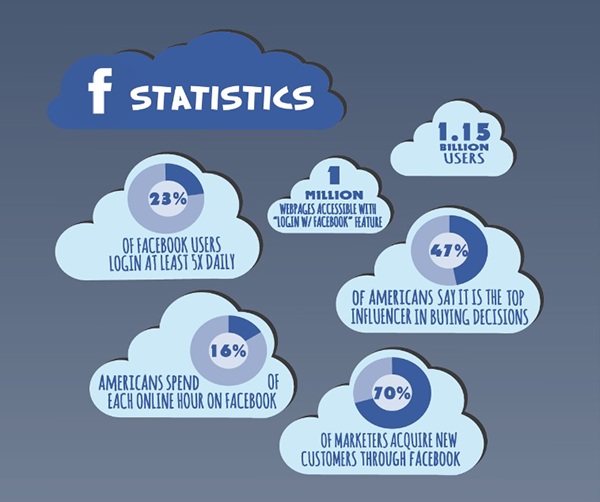 f STATISTICS
1.15
BILLION
USERS
23%
OF FACEBOOK USERS
LOGIN AT LEAST 5X DAILY
1
MILLION
WEBPAGES ACCESSIBLE WITH
"LOGIN W/ FACEBOOK" FEATURE
47%
OF AMERICANS SAY IT IS THE TOP
INFLUENCER IN BUYING DECISIONS
16%
AMERICANS SPEND OF
EACH ONLINE HOUR ON FACEBOOK
70%
OF MARKETERS ACQUIRE NEW
CUSTOMERS THROUGH FACEBOOK